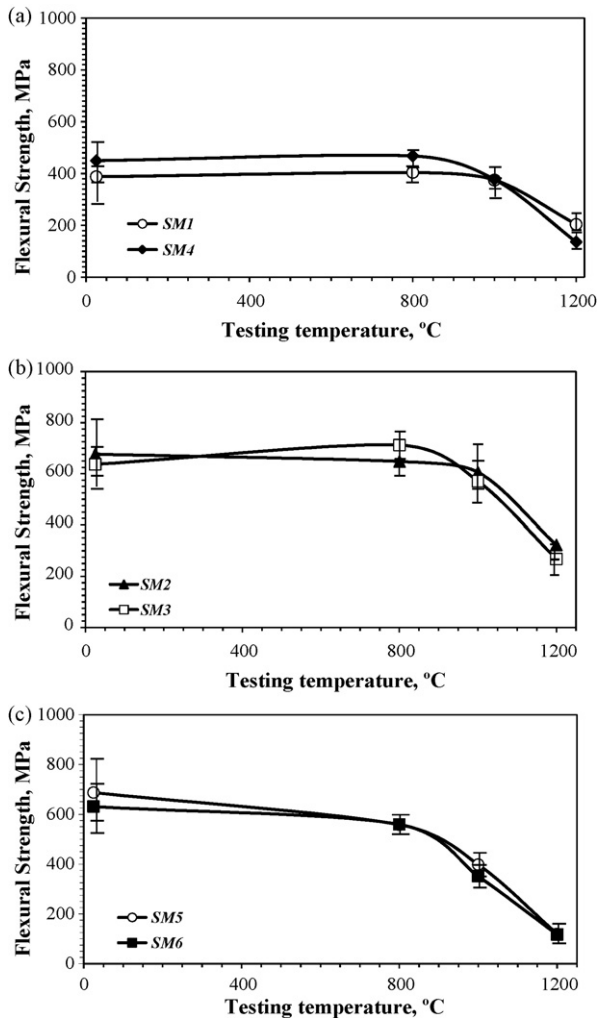 (a)
1000
800
600
400
200
0
Flexural Strength, MPa
SM1
SM4
0 400 800 1200
Testing temperature, ºC
(b)
1000
800
600
400
200
0
Flexural Strength, MPa
SM2
SM3
0 400 800 1200
Testing temperature, ºC
(c)
1000
800
600
400
200
0
Flexural Strength, MPa
SM5
SM6
0 400 800 1200
Testing temperature, ºC